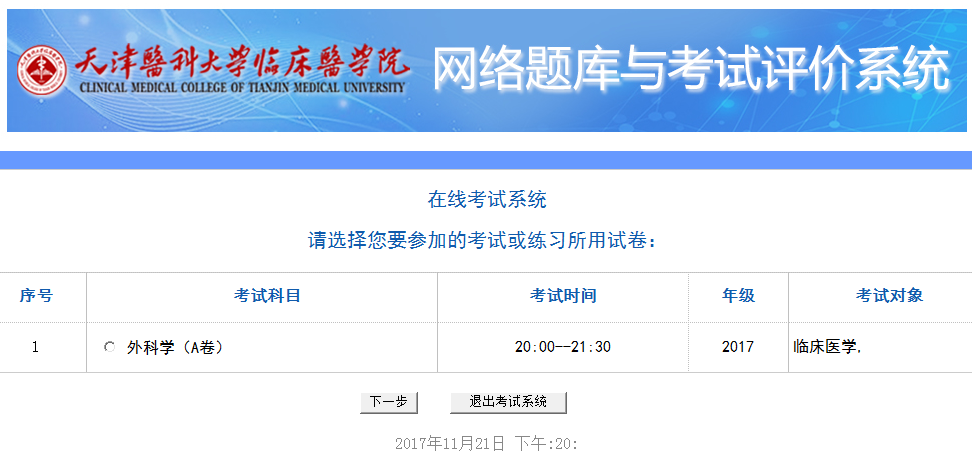 天津醫科大学临床醫学院 网络题库与考试评价系统
CLINICAL MEDICAL COLLEGE OF TIANJIN MEDICAL UNIVERSITY
在线考试系统
请选择您要参加的考试或练习所用试卷：
序号 考试科目 考试时间 年级 考试对象
1 外科学（A卷） 20:00--21:30 2017 临床医学,
下一步 退出考试系统
2017年11月21日 下午:20: